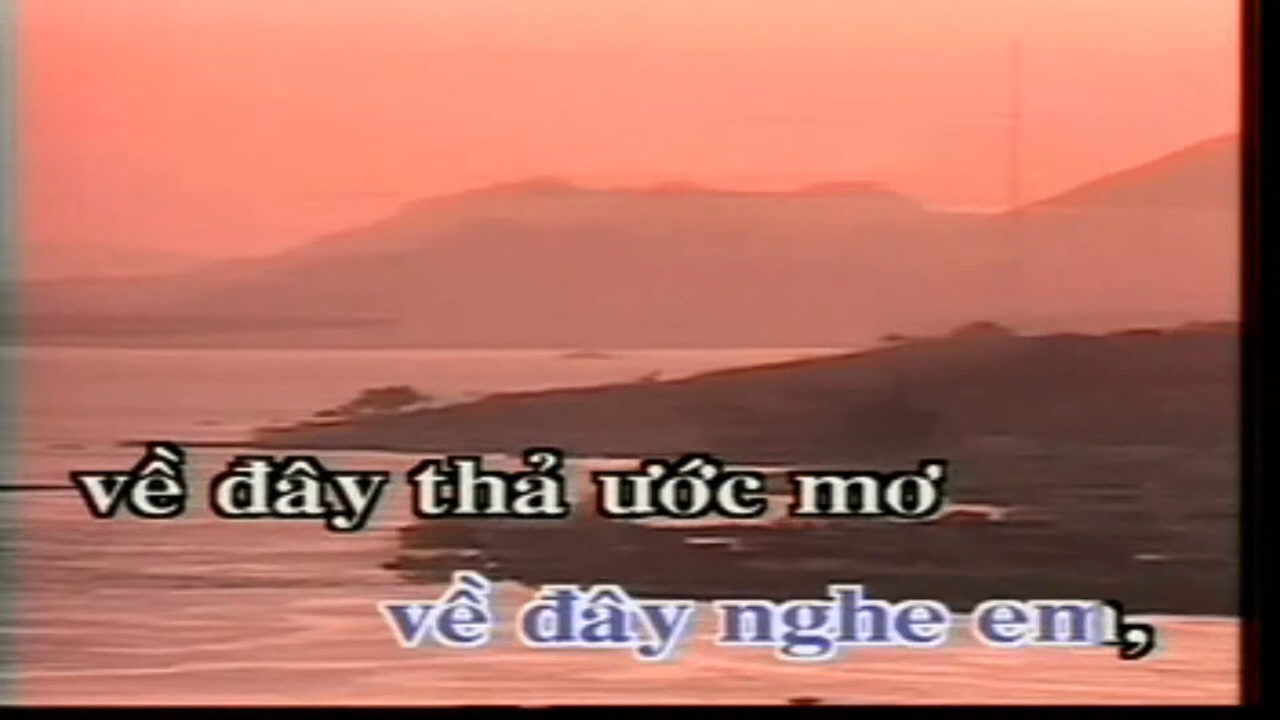 về đây thả ước mơ
về đây nghe em,